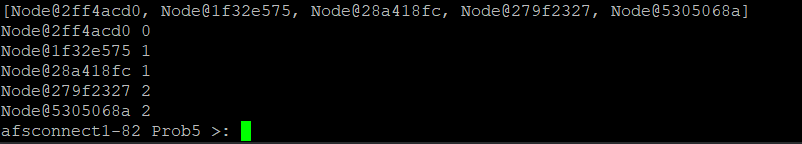 [Node@2ff4acd0, Node@1f32e575, Node@28a418fc, Node@279f2327, Node@5305068a]
Node@2ff4acd0 0
Node@1f32e575 1
Node@28a418fc 1
Node@279f2327 2
Node@5305068a 2
afsconnect1-82 Prob5 >: